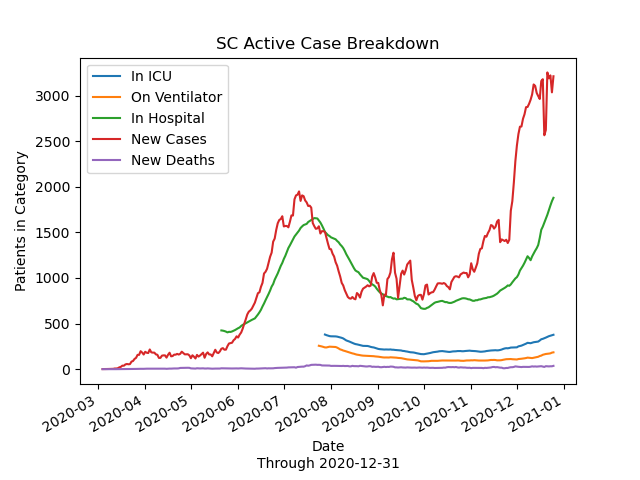 SC Active Case Breakdown
In ICU
On Ventilator
In Hospital
New Cases
New Deaths
Patients in Category
3000
2500
2000
1500
1000
500
0
2020-03
2020-04
2020-05
2020-06
2020-07
2020-08
2020-09
2020-10
2020-11
2020-12
2021-01
Date
Through 2020-12-31